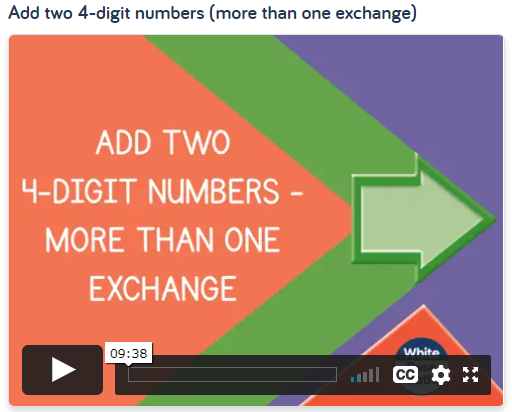 Add two 4-digit numbers (more than one exchange)
ADD TWO
4-DIGIT NUMBERS -
MORE THAN ONE
EXCHANGE
09:38
White
CC